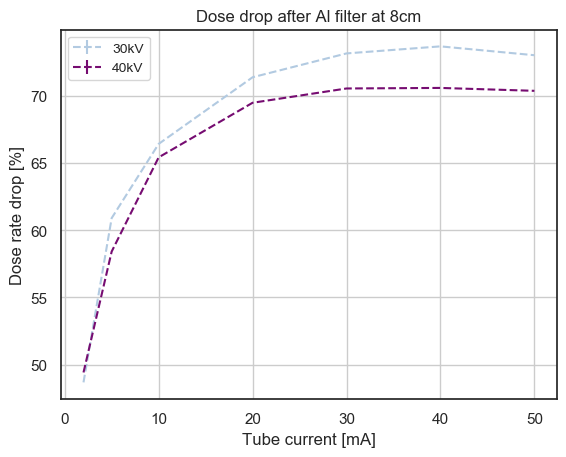 Dose drop after Al filter at 8cm
30kV
40kV
Dose rate drop [%]
70
65
60
55
50
0 10 20 30 40 50
Tube current [mA]